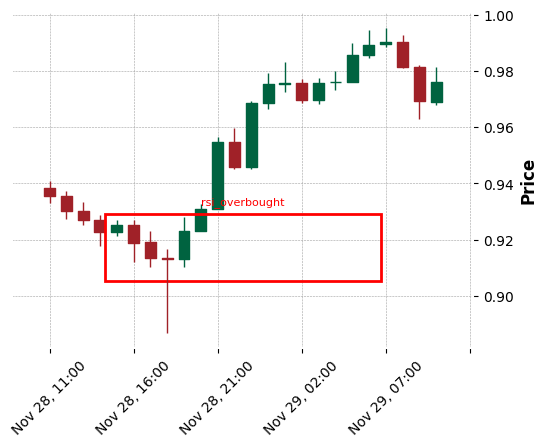 1.00
0.98
0.96
0.94
0.92
0.90
Price
rsi_overbought
Nov 28, 11:00
Nov 28, 16:00
Nov 28, 21:00
Nov 29, 02:00
Nov 29, 07:00